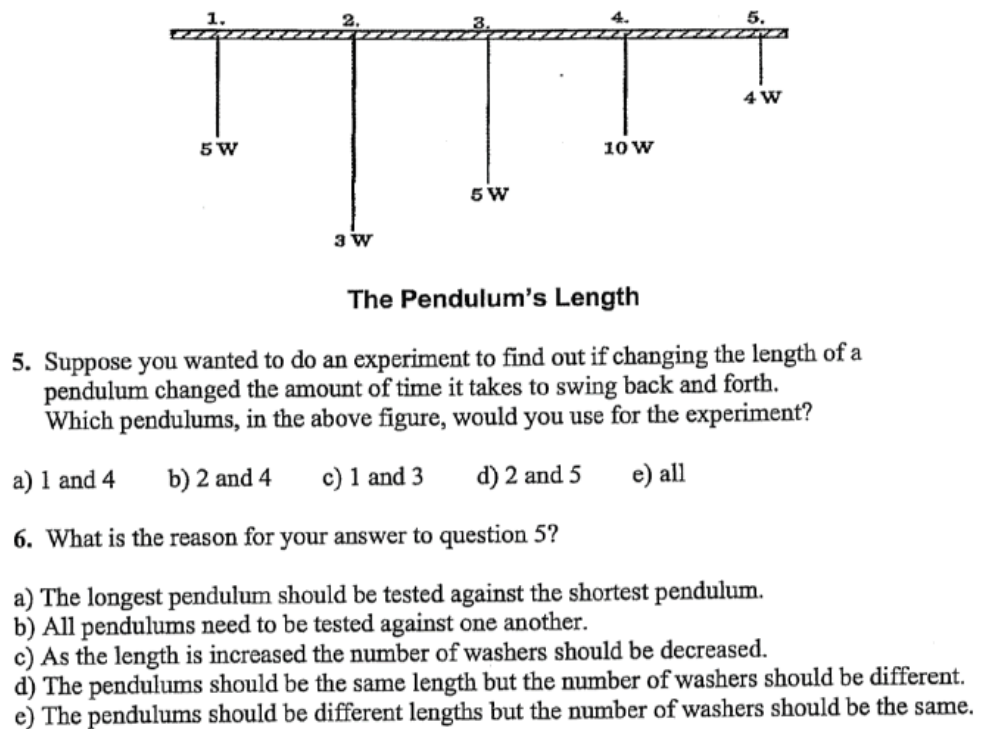 1. 2. 3. 4. 5.
4 W
5 W 10 W
5 W
3 W
The Pendulum's Length
5. Suppose you wanted to do an experiment to find out if changing the length of a
pendulum changed the amount of time it takes to swing back and forth.
Which pendulums, in the above figure, would you use for the experiment?
a) 1 and 4 b) 2 and 4 c) 1 and 3 d) 2 and 5 e) all
6. What is the reason for your answer to question 5?
a) The longest pendulum should be tested against the shortest pendulum.
b) All pendulums need to be tested against one another.
c) As the length is increased the number of washers should be decreased.
d) The pendulums should be the same length but the number of washers should be different.
e) The pendulums should be different lengths but the number of washers should be the same.